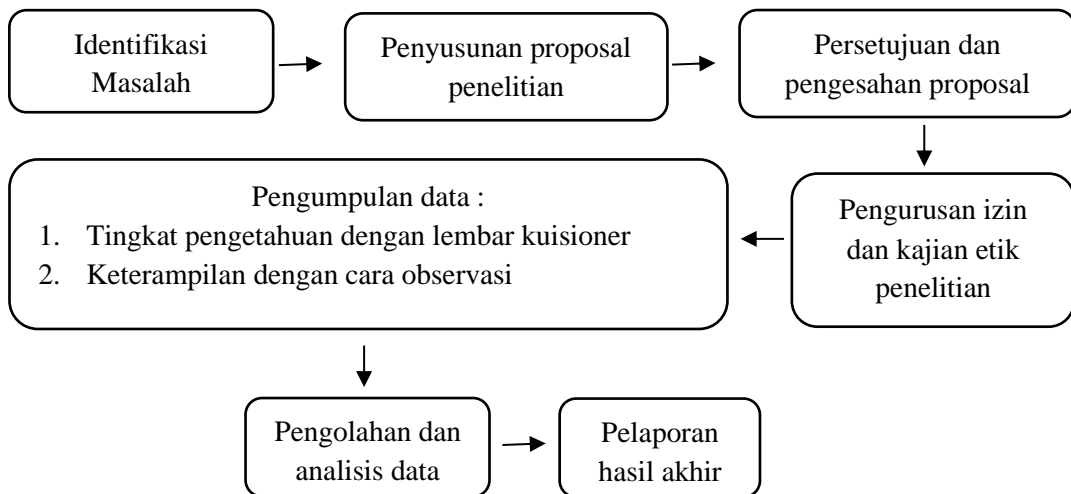 Identifikasi
Masalah
Penyusunan proposal
penelitian
Persetujuan dan
pengesahan proposal
Pengurusan izin
dan kajian etik
penelitian
Pengumpulan data :
1. Tingkat pengetahuan dengan lembar kuisioner
2. Keterampilan dengan cara observasi
Pengolahan dan
analisis data
Pelaporan
hasil akhir